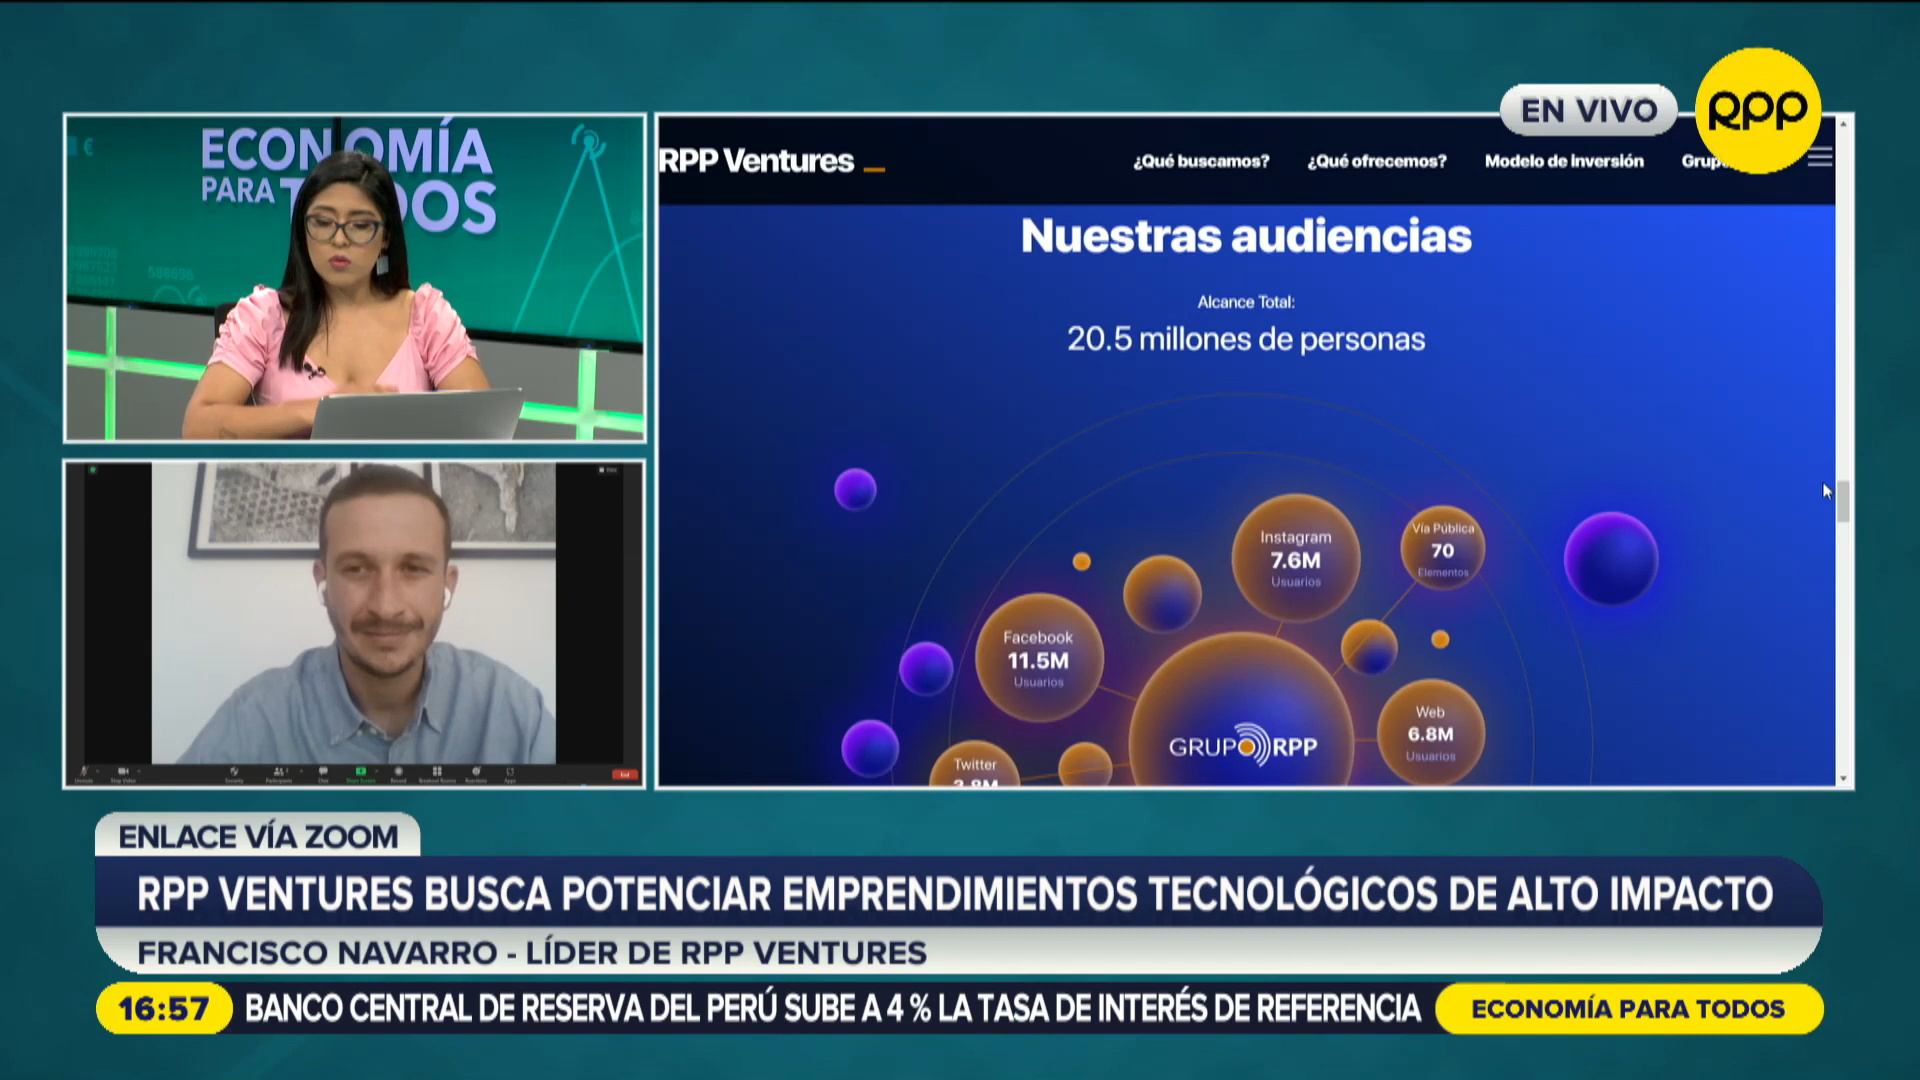 EN VIVO
rpp
ECONOMÍA
PARA TODOS
RPP Ventures _
¿Qué buscamos?
¿Qué ofrecemos?
Modelo de inversión
Nuestras audiencias
Alcance Total:
20.5 millones de personas
Instagram
7.6M
Usuarios
Vía Pública
70
Elementos
Facebook
11.5M
Usuarios
Web
6.8M
Usuarios
GRUPO RPP
Twitter
3.8M
End
ENLACE VÍA ZOOM
RPP VENTURES BUSCA POTENCIAR EMPRENDIMIENTOS TECNOLÓGICOS DE ALTO IMPACTO
FRANCISCO NAVARRO - LÍDER DE RPP VENTURES
16:57
BANCO CENTRAL DE RESERVA DEL PERÚ SUBE A 4 % LA TASA DE INTERÉS DE REFERENCIA
ECONOMÍA PARA TODOS